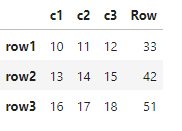 c1 c2 c3 Row
row1 10 11 12 33
row2 13 14 15 42
row3 16 17 18 51